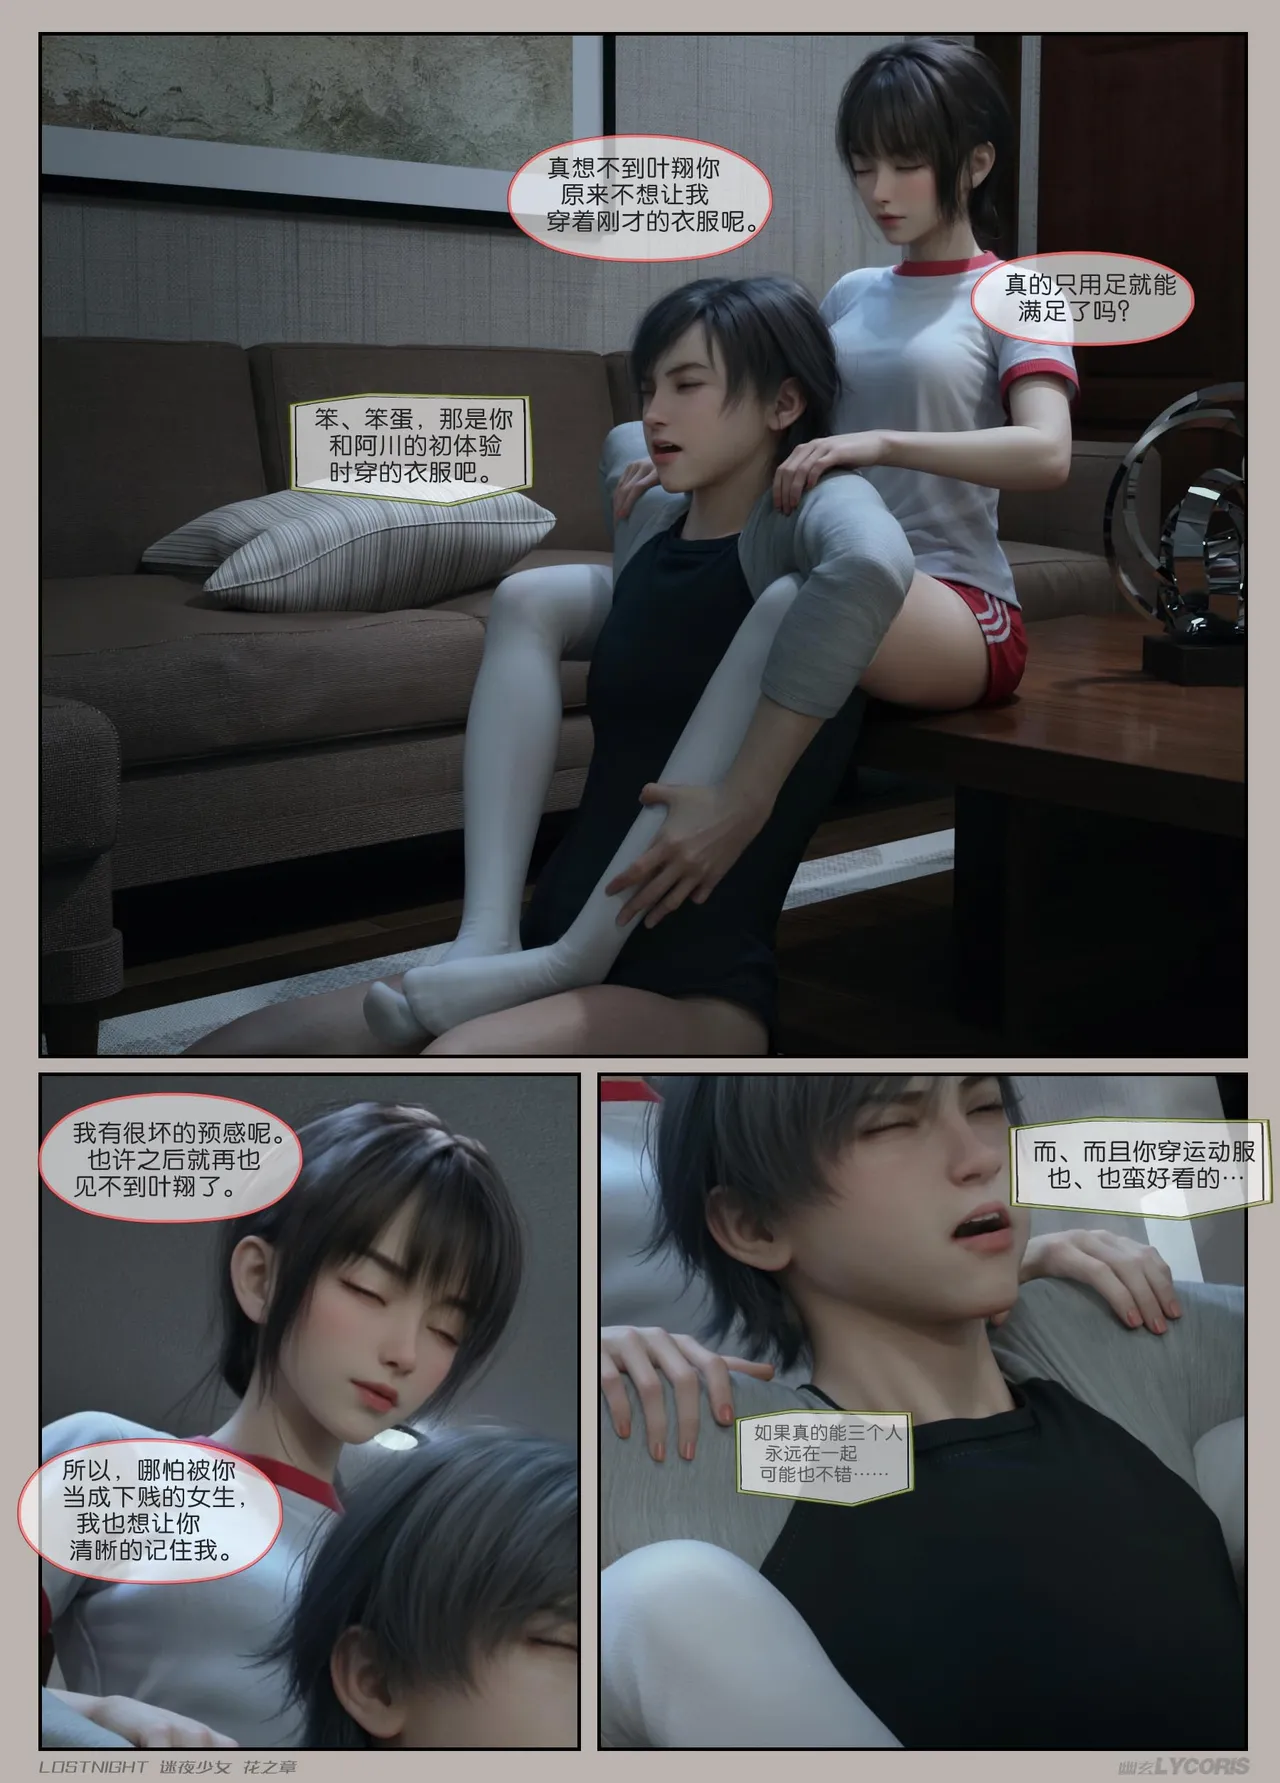 真想不到叶翔你
原来不想让我
穿着刚才的衣服呢。
真的只用足就能
满足了吗？
笨、笨蛋，那是你
和阿川的初体验
时穿的衣服吧。
我有很坏的预感呢。
也许之后就再也
见不到叶翔了。
所以，哪怕被你
当成下贱的女生，
我也想让你
清晰的记住我。
而、而且你穿运动服
也、也蛮好看的…
如果真的能三个人
永远在一起
可能也不错……
LOSTNIGHT 迷夜少女 花之章
幽玄LYCORIS